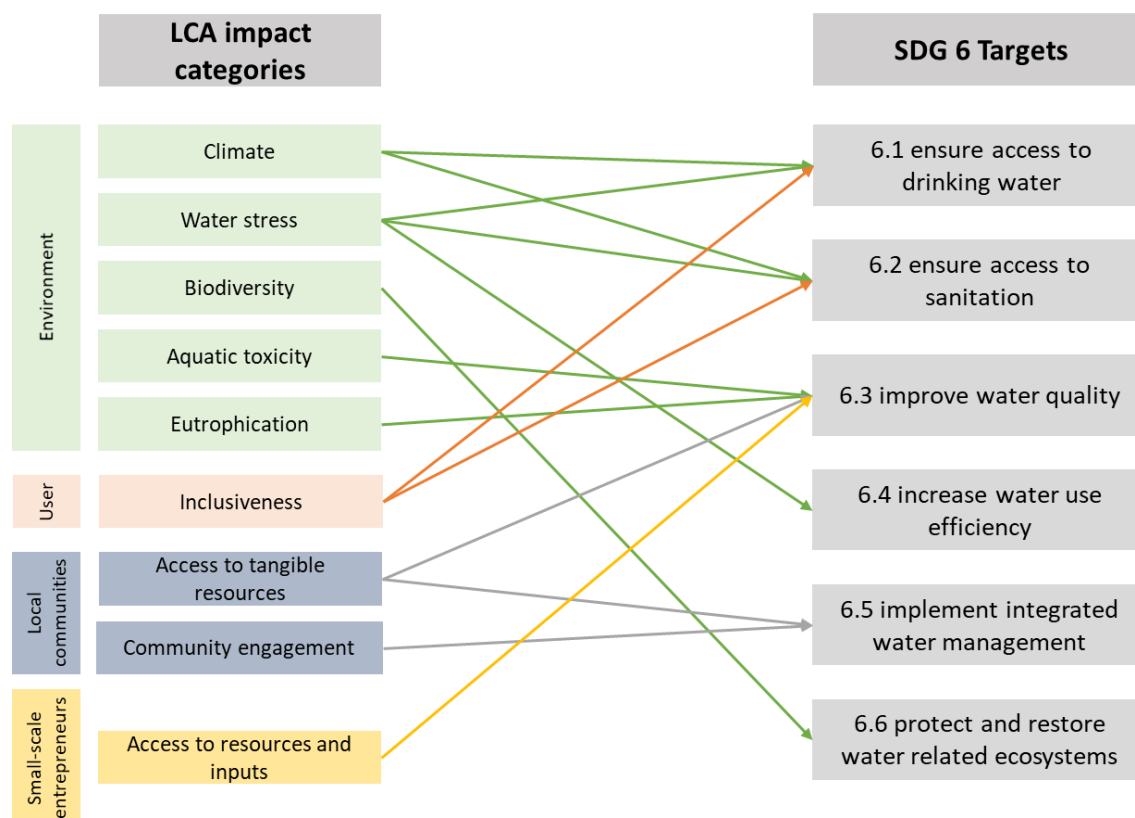 LCA impact
categories
SDG 6 Targets
Environment
Climate
Water stress
Biodiversity
Aquatic toxicity
Eutrophication
User
Inclusiveness
Local
communities
Access to tangible
resources
Community engagement
Small-scale
entrepreneurs
Access to resources and
inputs
6.1 ensure access to
drinking water
6.2 ensure access to
sanitation
6.3 improve water quality
6.4 increase water use
efficiency
6.5 implement integrated
water management
6.6 protect and restore
water related ecosystems